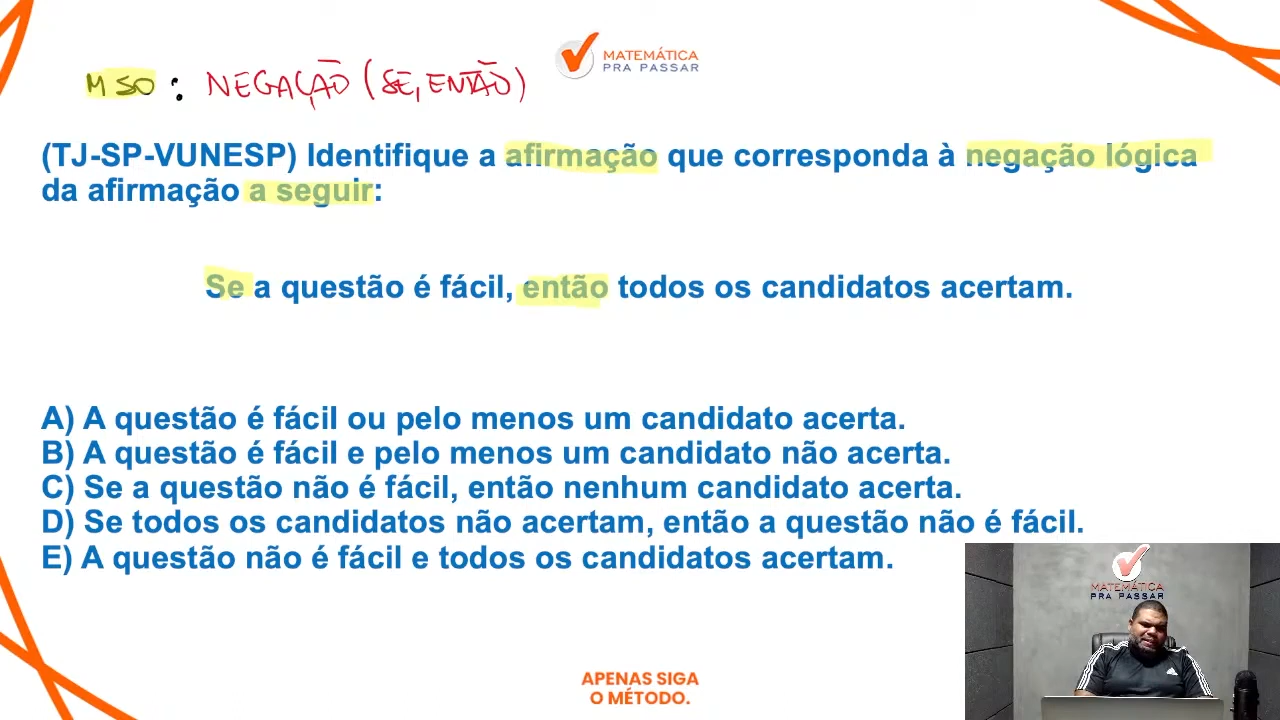 MATEMÁTICA
PRA PASSAR
MSO : NEGAÇÃO (SE, ENTÃO)
(TJ-SP-VUNESP) Identifique a afirmação que corresponda à negação lógica
da afirmação a seguir:
Se a questão é fácil, então todos os candidatos acertam.
A) A questão é fácil ou pelo menos um candidato acerta.
B) A questão é fácil e pelo menos um candidato não acerta.
C) Se a questão não é fácil, então nenhum candidato acerta.
D) Se todos os candidatos não acertam, então a questão não é fácil.
E) A questão não é fácil e todos os candidatos acertam.
MATEMÁTICA
PRA PASSAR
APENAS SIGA
O MÉTODO.